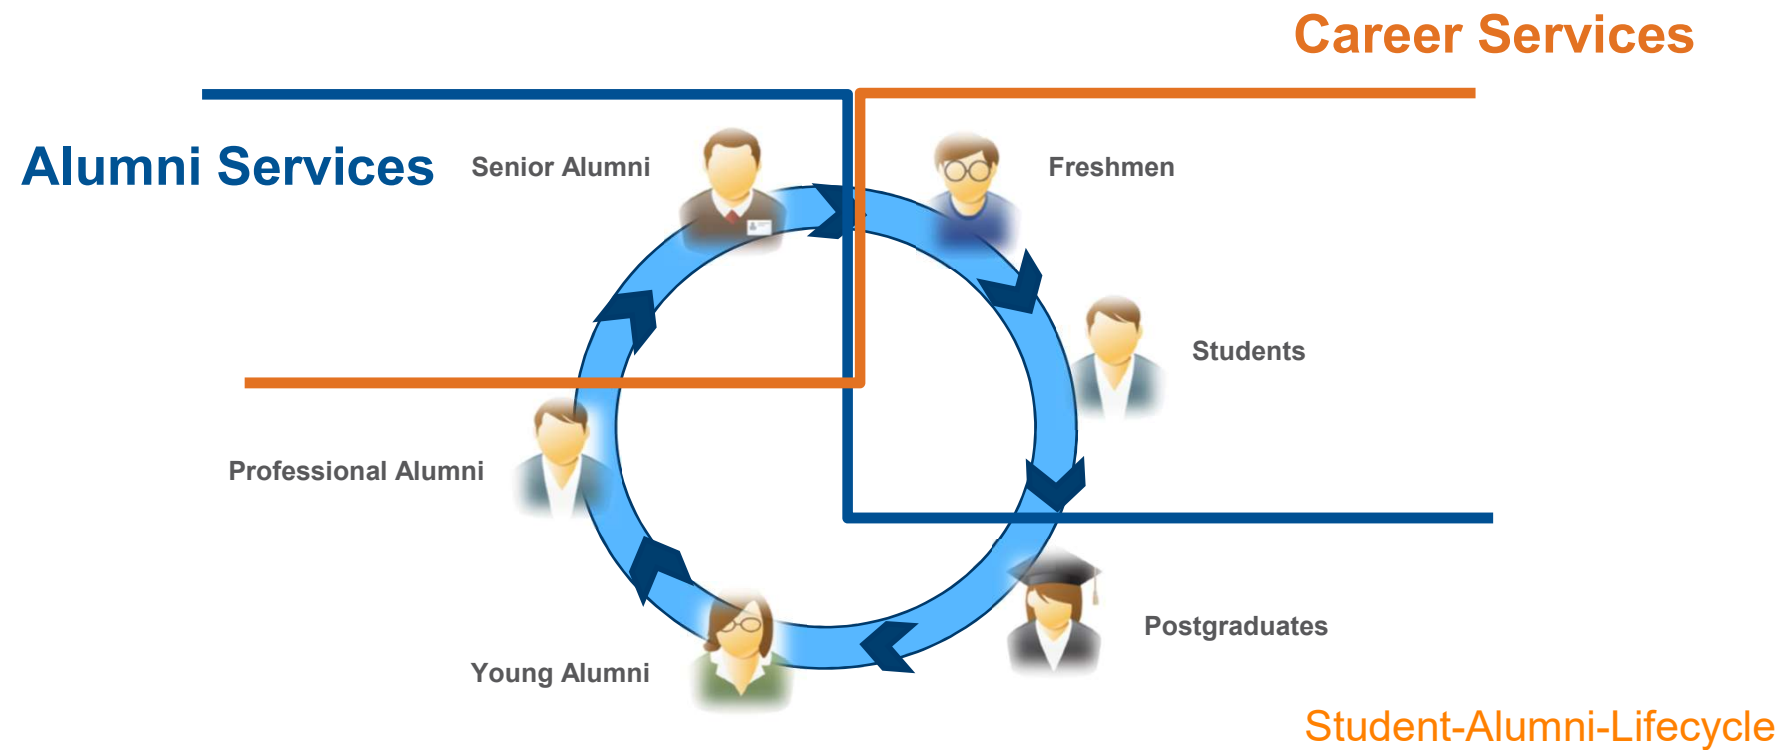 Career Services
Alumni Services
Senior Alumni
Freshmen
Students
Professional Alumni
Postgraduates
Young Alumni
Student-Alumni-Lifecycle